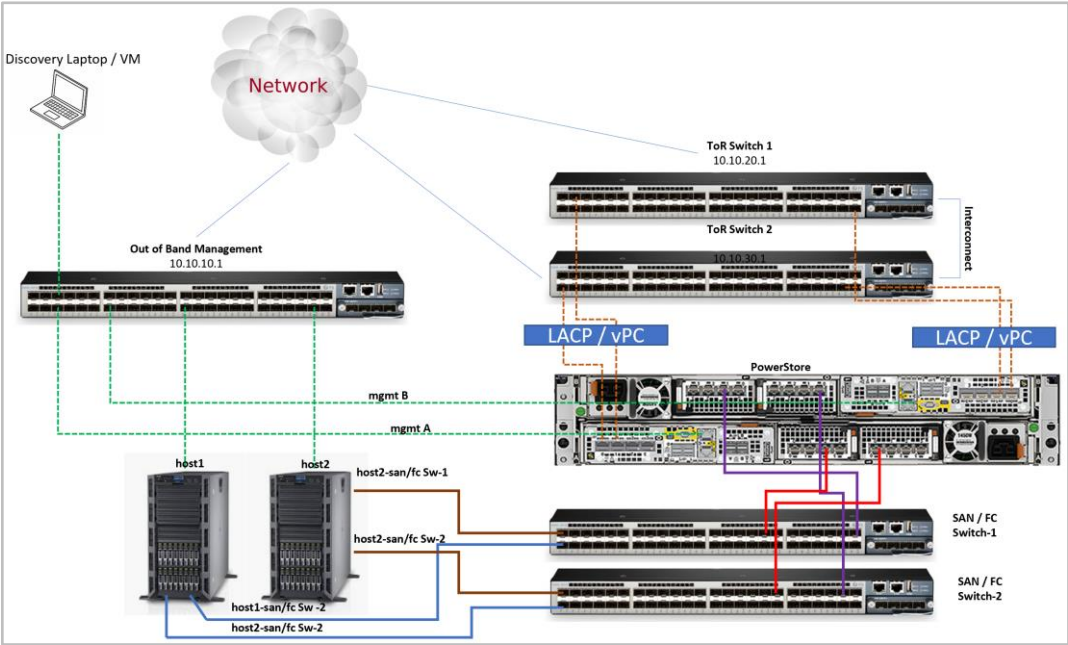 Discovery Laptop / VM
Network
ToR Switch 1
10.10.20.1
ToR Switch 2
10.10.30.1
Interconnect
Out of Band Management
10.10.10.1
LACP / vPC
LACP / vPC
PowerStore
mgmt B
mgmt A
host1
host2
host2-san/fc Sw-1
host2-san/fc Sw-2
SAN / FC
Switch-1
SAN / FC
Switch-2
host1-san/fc Sw -2
host2-san/fc Sw-2